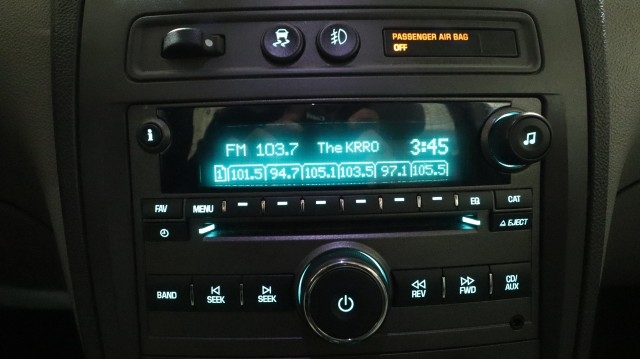 PASSENGER AIR BAG
OFF
FM 103.7 The KRRO 3:45
1 101.5 94.7 105.1 103.5 97.1 105.5
FAV MENU EQ CAT
EJECT
BAND SEEK SEEK REV FWD CD/AUX